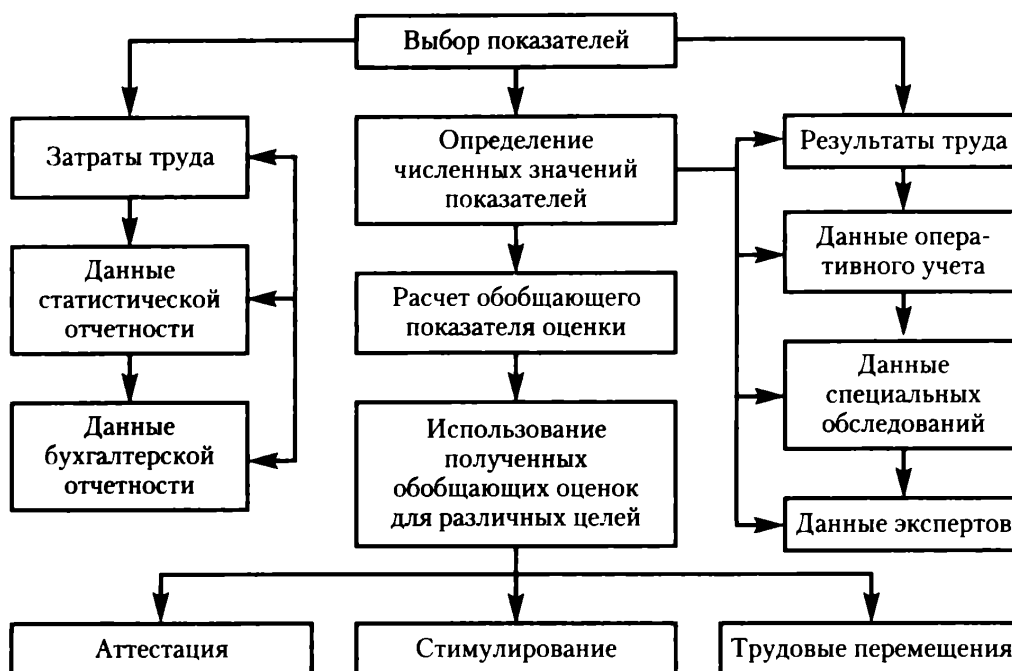 Выбор показателей
Затраты труда
Определение
численных значений
показателей
Результаты труда
Данные
статистической
отчетности
Расчет обобщающего
показателя оценки
Данные опера-
тивного учета
Данные
бухгалтерской
отчетности
Использование
полученных
обобщающих оценок
для различных целей
Данные
специальных
обследований
Данные экспертов
Аттестация
Стимулирование
Трудовые перемещения